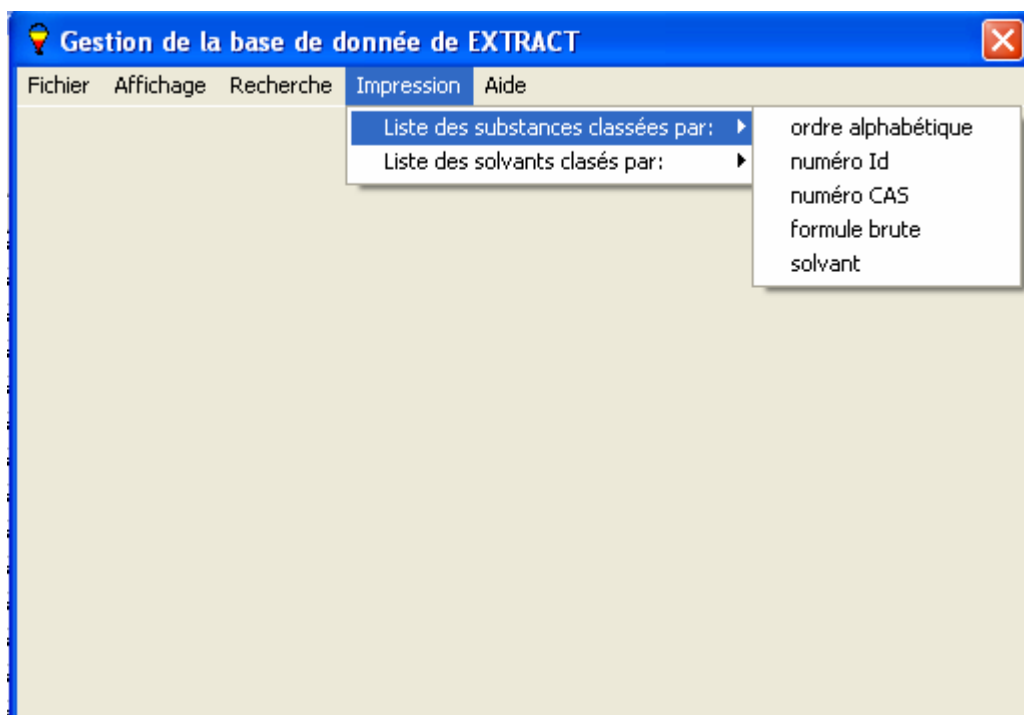 Gestion de la base de donnée de EXTRACT
Fichier Affichage Recherche Impression Aide
Liste des substances classées par:
Liste des solvants clasés par:
ordre alphabétique
numéro Id
numéro CAS
formule brute
solvant